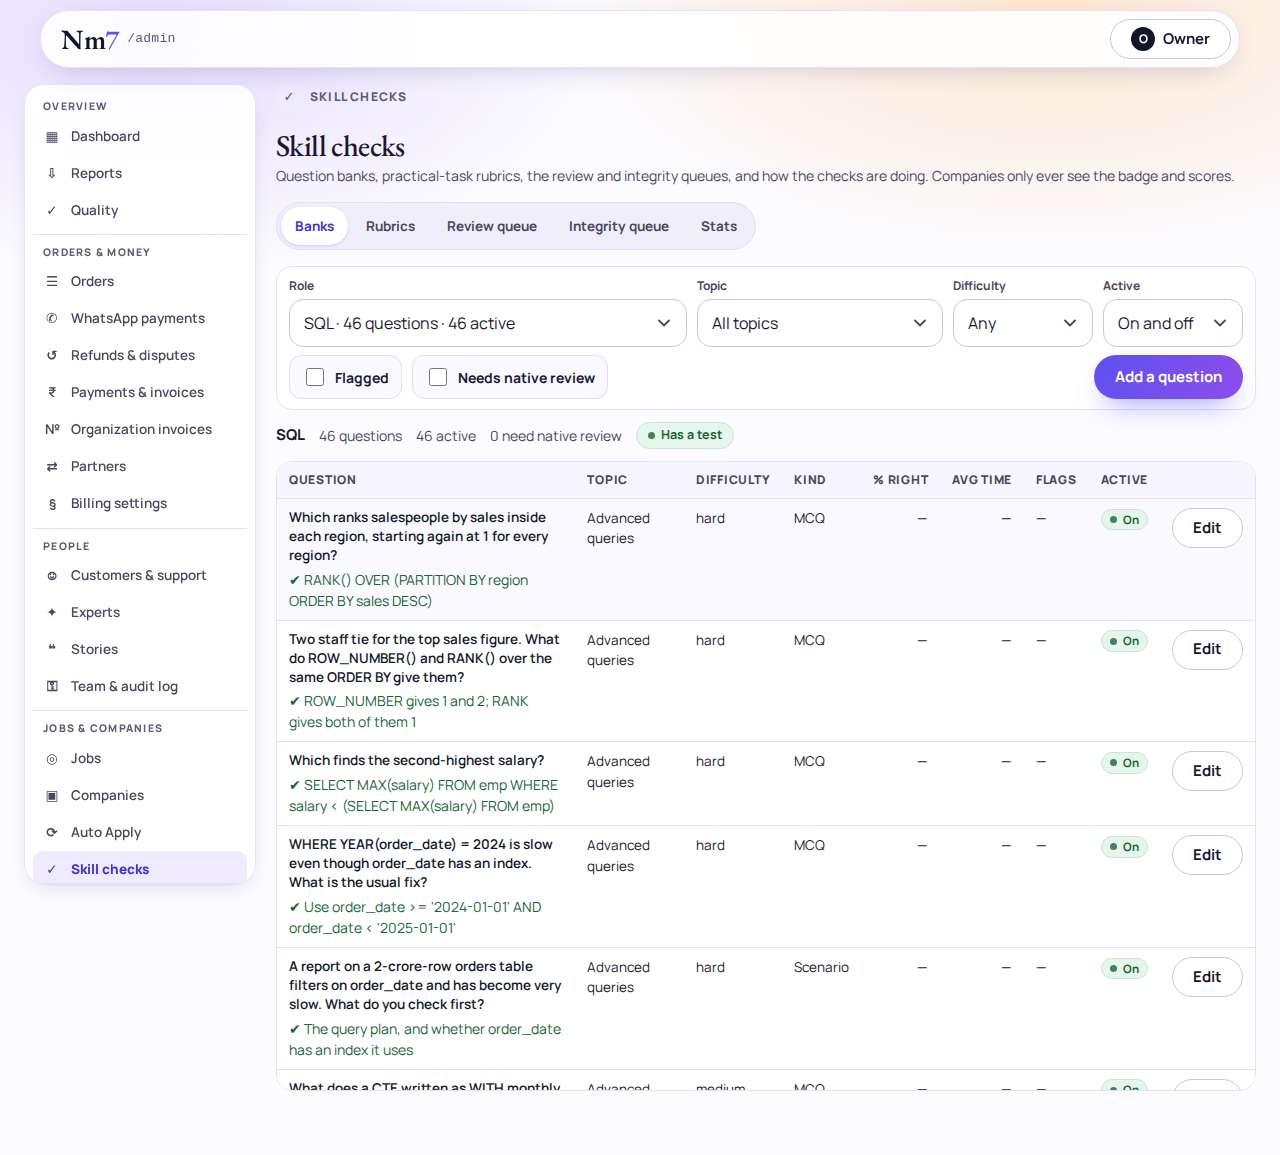 Nm7 /admin
O Owner
OVERVIEW
Dashboard
Reports
Quality
ORDERS & MONEY
Orders
WhatsApp payments
Refunds & disputes
₹ Payments & invoices
Nº Organization invoices
Partners
§ Billing settings
PEOPLE
Customers & support
Experts
Stories
Team & audit log
JOBS & COMPANIES
Jobs
Companies
Auto Apply
✓ Skill checks
✓ SKILL CHECKS
Skill checks
Question banks, practical-task rubrics, the review and integrity queues, and how the checks are doing. Companies only ever see the badge and scores.
Banks Rubrics Review queue Integrity queue Stats
Role Topic Difficulty Active
SQL · 46 questions · 46 active All topics Any On and off
Flagged Needs native review Add a question
SQL 46 questions 46 active 0 need native review Has a test
QUESTION TOPIC DIFFICULTY KIND % RIGHT AVG TIME FLAGS ACTIVE
Which ranks salespeople by sales inside each region, starting again at 1 for every region? Advanced queries hard MCQ — — — On Edit
✔ RANK() OVER (PARTITION BY region ORDER BY sales DESC)
Two staff tie for the top sales figure. What do ROW_NUMBER() and RANK() over the same ORDER BY give them? Advanced queries hard MCQ — — — On Edit
✔ ROW_NUMBER gives 1 and 2; RANK gives both of them 1
Which finds the second-highest salary? Advanced queries hard MCQ — — — On Edit
✔ SELECT MAX(salary) FROM emp WHERE salary < (SELECT MAX(salary) FROM emp)
WHERE YEAR(order_date) = 2024 is slow even though order_date has an index. What is the usual fix? Advanced queries hard MCQ — — — On Edit
✔ Use order_date >= '2024-01-01' AND order_date < '2025-01-01'
A report on a 2-crore-row orders table filters on order_date and has become very slow. What do you check first? Advanced queries hard Scenario — — — On Edit
✔ The query plan, and whether order_date has an index it uses
What does a CTE written as WITH monthly Advanced medium MCQ — — — On